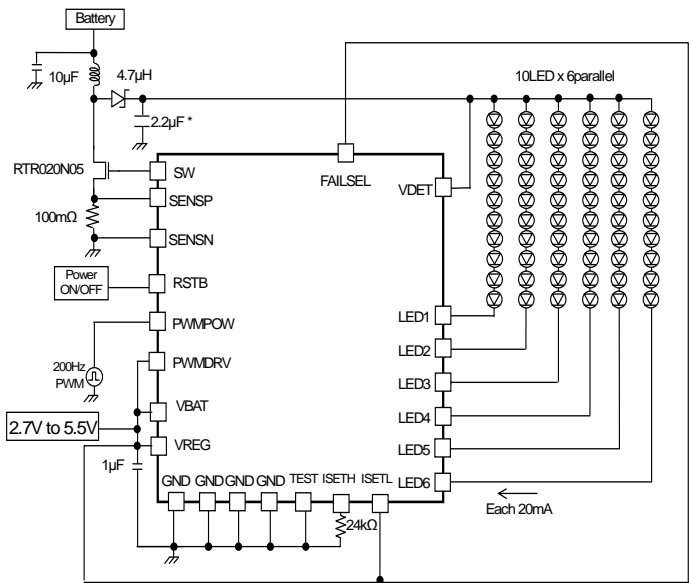 Battery
10µF
4.7µH
10LED x 6parallel
2.2µF *
RTR020N05
SW
FAILSEL
VDET
SENSP
100mΩ
SENSN
Power
ON/OFF
RSTB
PWMPOW
LED1
LED2
200Hz
PWM
PWMDRV
LED3
VBAT
LED4
2.7V to 5.5V
VREG
LED5
1µF
GND GND GND GND TEST ISETH ISETL
LED6
24kΩ
Each 20mA